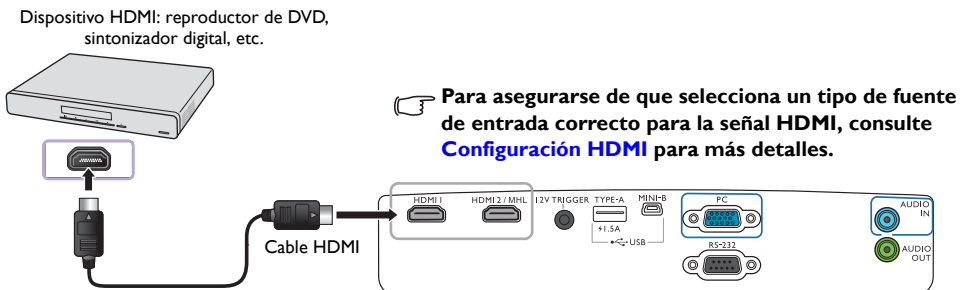 Dispositivo HDMI: reproductor de DVD,
sintonizador digital, etc.
Para asegurarse de que selecciona un tipo de fuente
de entrada correcto para la señal HDMI, consulte
Configuración HDMI para más detalles.
HDMI 1
HDMI 2 / MHL
12V TRIGGER
TYPE-A
MINI-B
PC
AUDIO
IN
1.5A
USB
RS-232
AUDIO
OUT
Cable HDMI